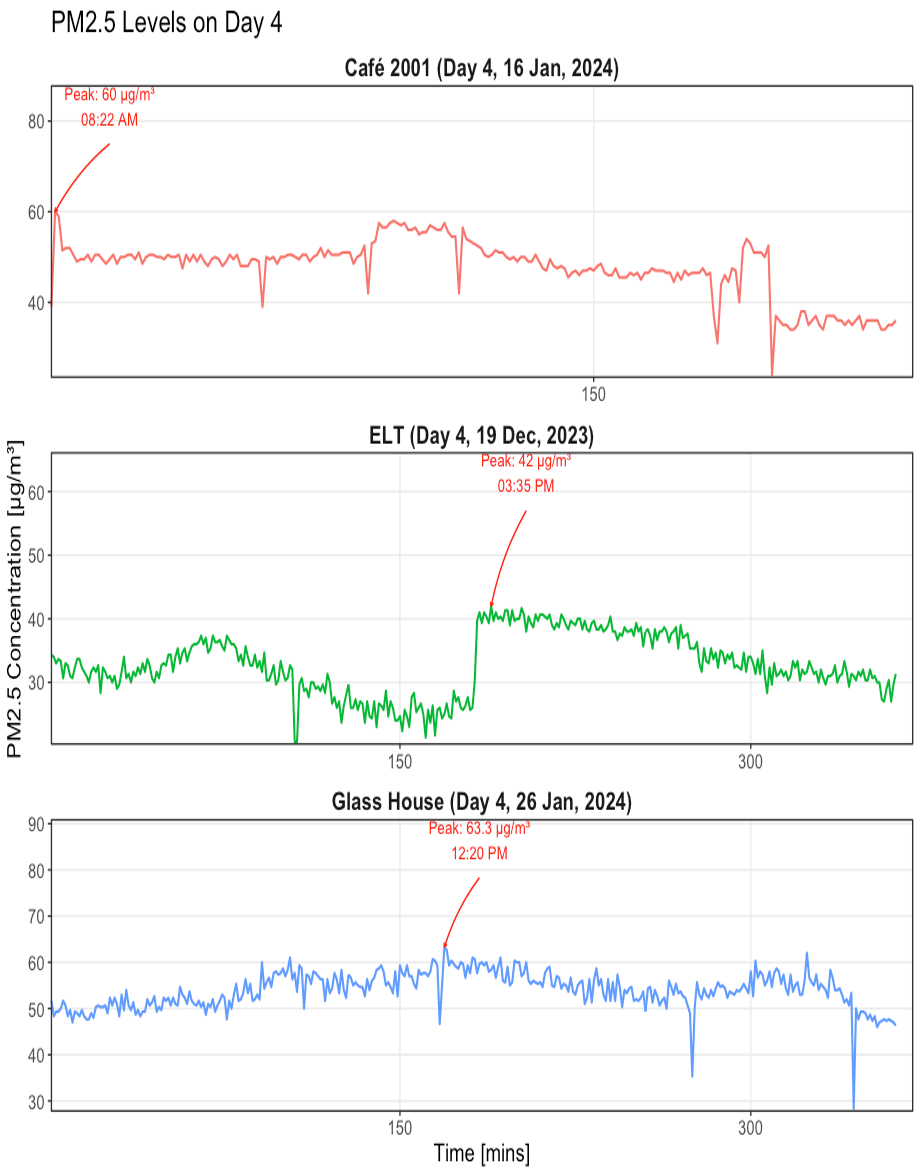 PM2.5 Levels on Day 4
Café 2001 (Day 4, 16 Jan, 2024)
Peak: 60 µg/m³
08:22 AM
80
60
40
150
ELT (Day 4, 19 Dec, 2023)
Peak: 42 µg/m³
03:35 PM
60
50
40
30
150
300
PM2.5 Concentration [µg/m³]
Glass House (Day 4, 26 Jan, 2024)
Peak: 63.3 µg/m³
12:20 PM
90
80
70
60
50
40
30
150
300
Time [mins]